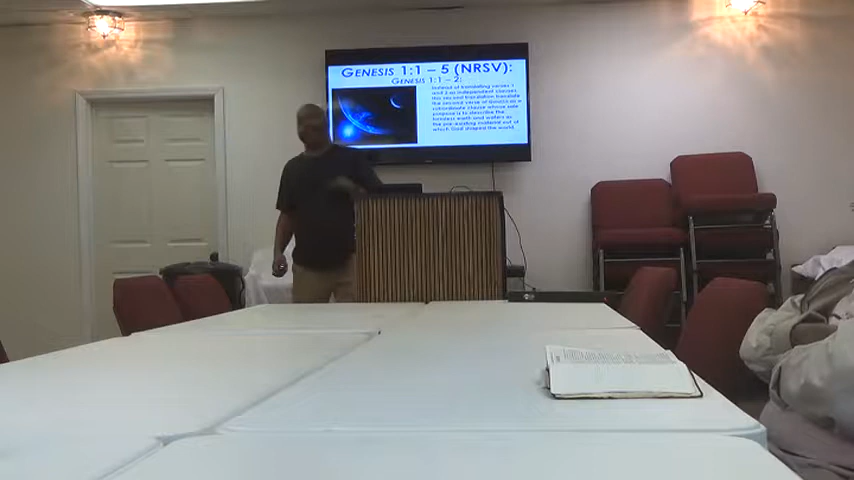 GENESIS 1:1 – 5 (NRSV):
GENESIS 1:1 – 2:
Instead of translating verses 1
and 2 as independent clauses
this second translation translate
the second verse of Genesis as a
subordinate clause whose sole
purpose is to describe the
formless earth and waters as
the pre-existing material out of
which God shaped the world.